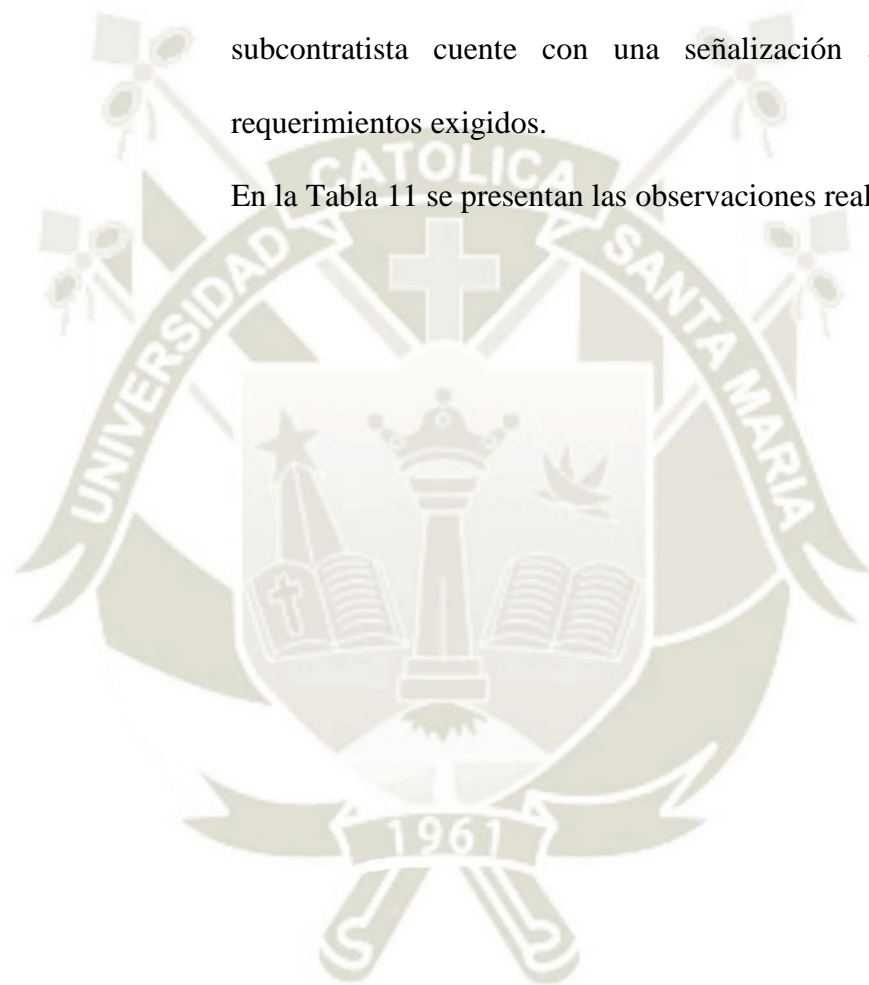 subcontratista cuente con una señalización
requerimientos exigidos.
En la Tabla 11 se presentan las observaciones
CATOLICA
UNIVERSIDAD
SANTA MARIA
1961